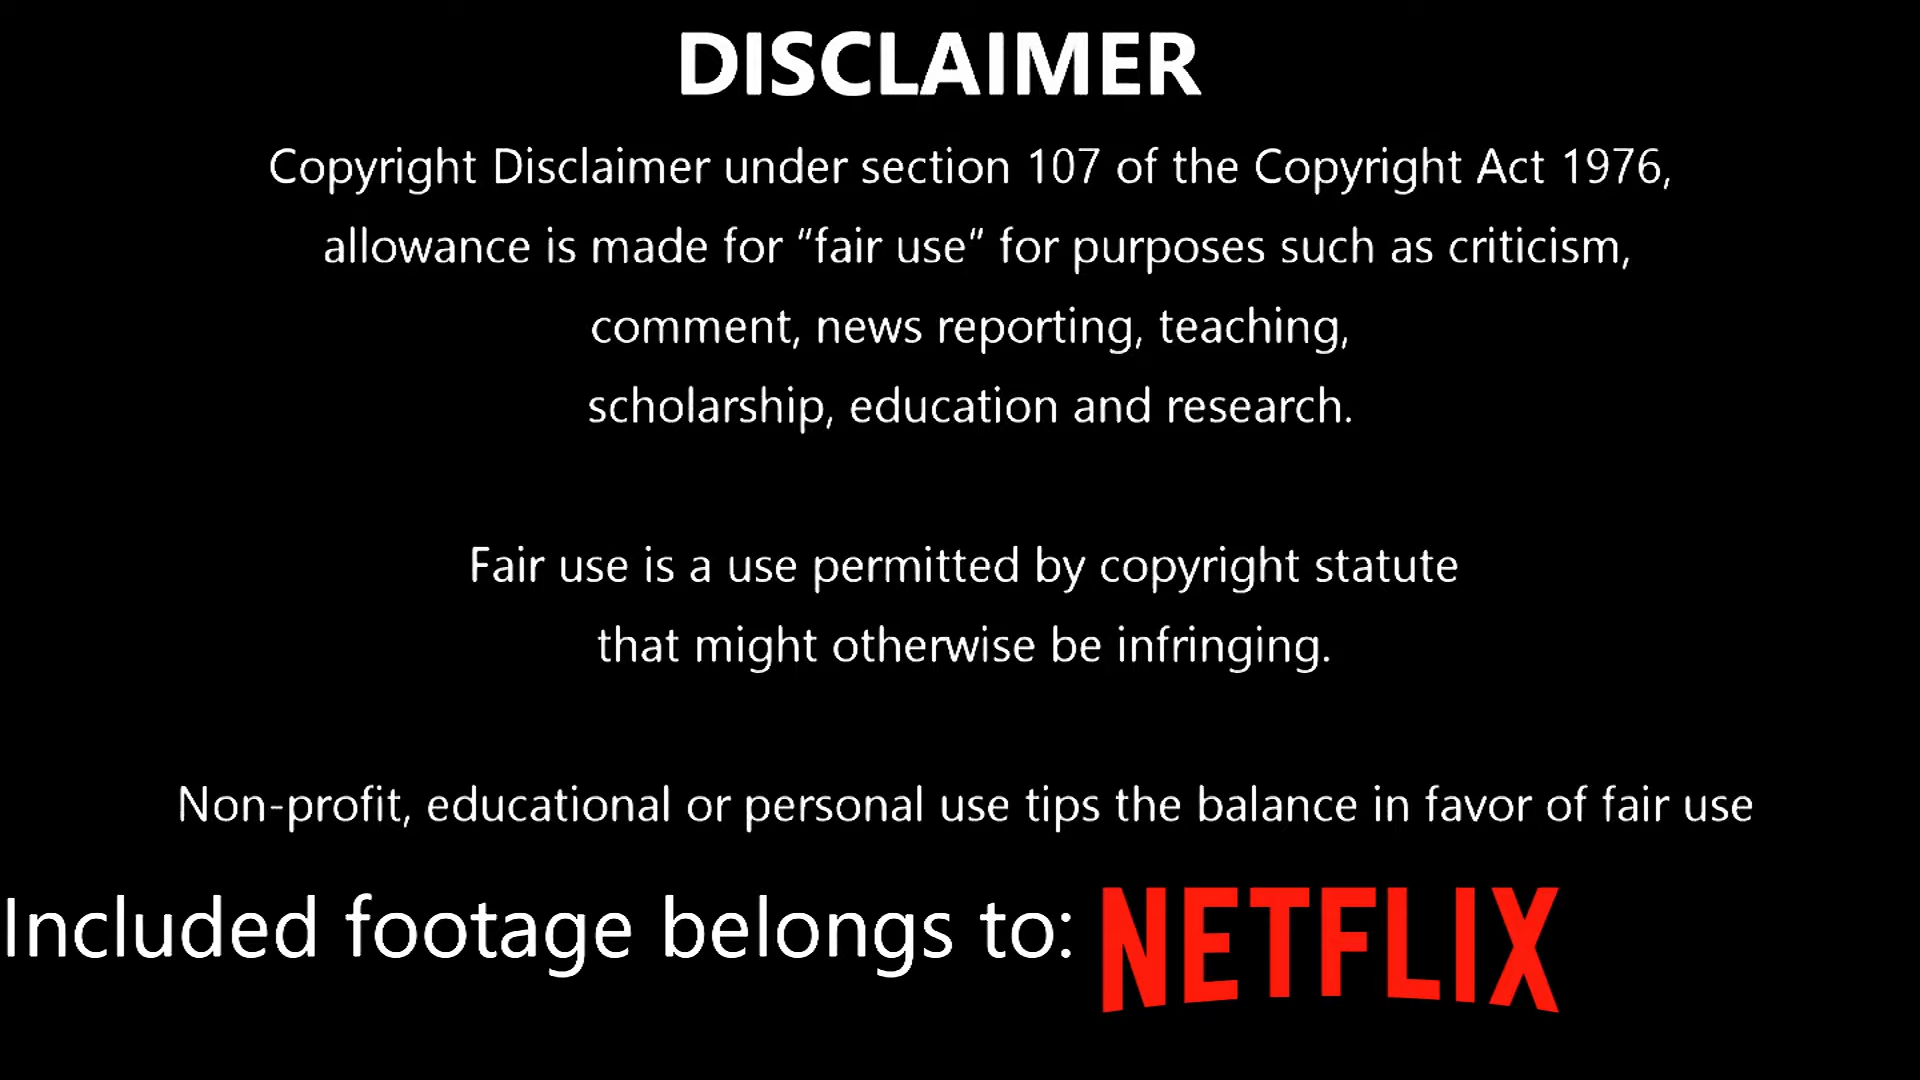 DISCLAIMER
Copyright Disclaimer under section 107 of the Copyright Act 1976,
allowance is made for “fair use” for purposes such as criticism,
comment, news reporting, teaching,
scholarship, education and research.
Fair use is a use permitted by copyright statute
that might otherwise be infringing.
Non-profit, educational or personal use tips the balance in favor of fair use
Included footage belongs to: NETFLIX